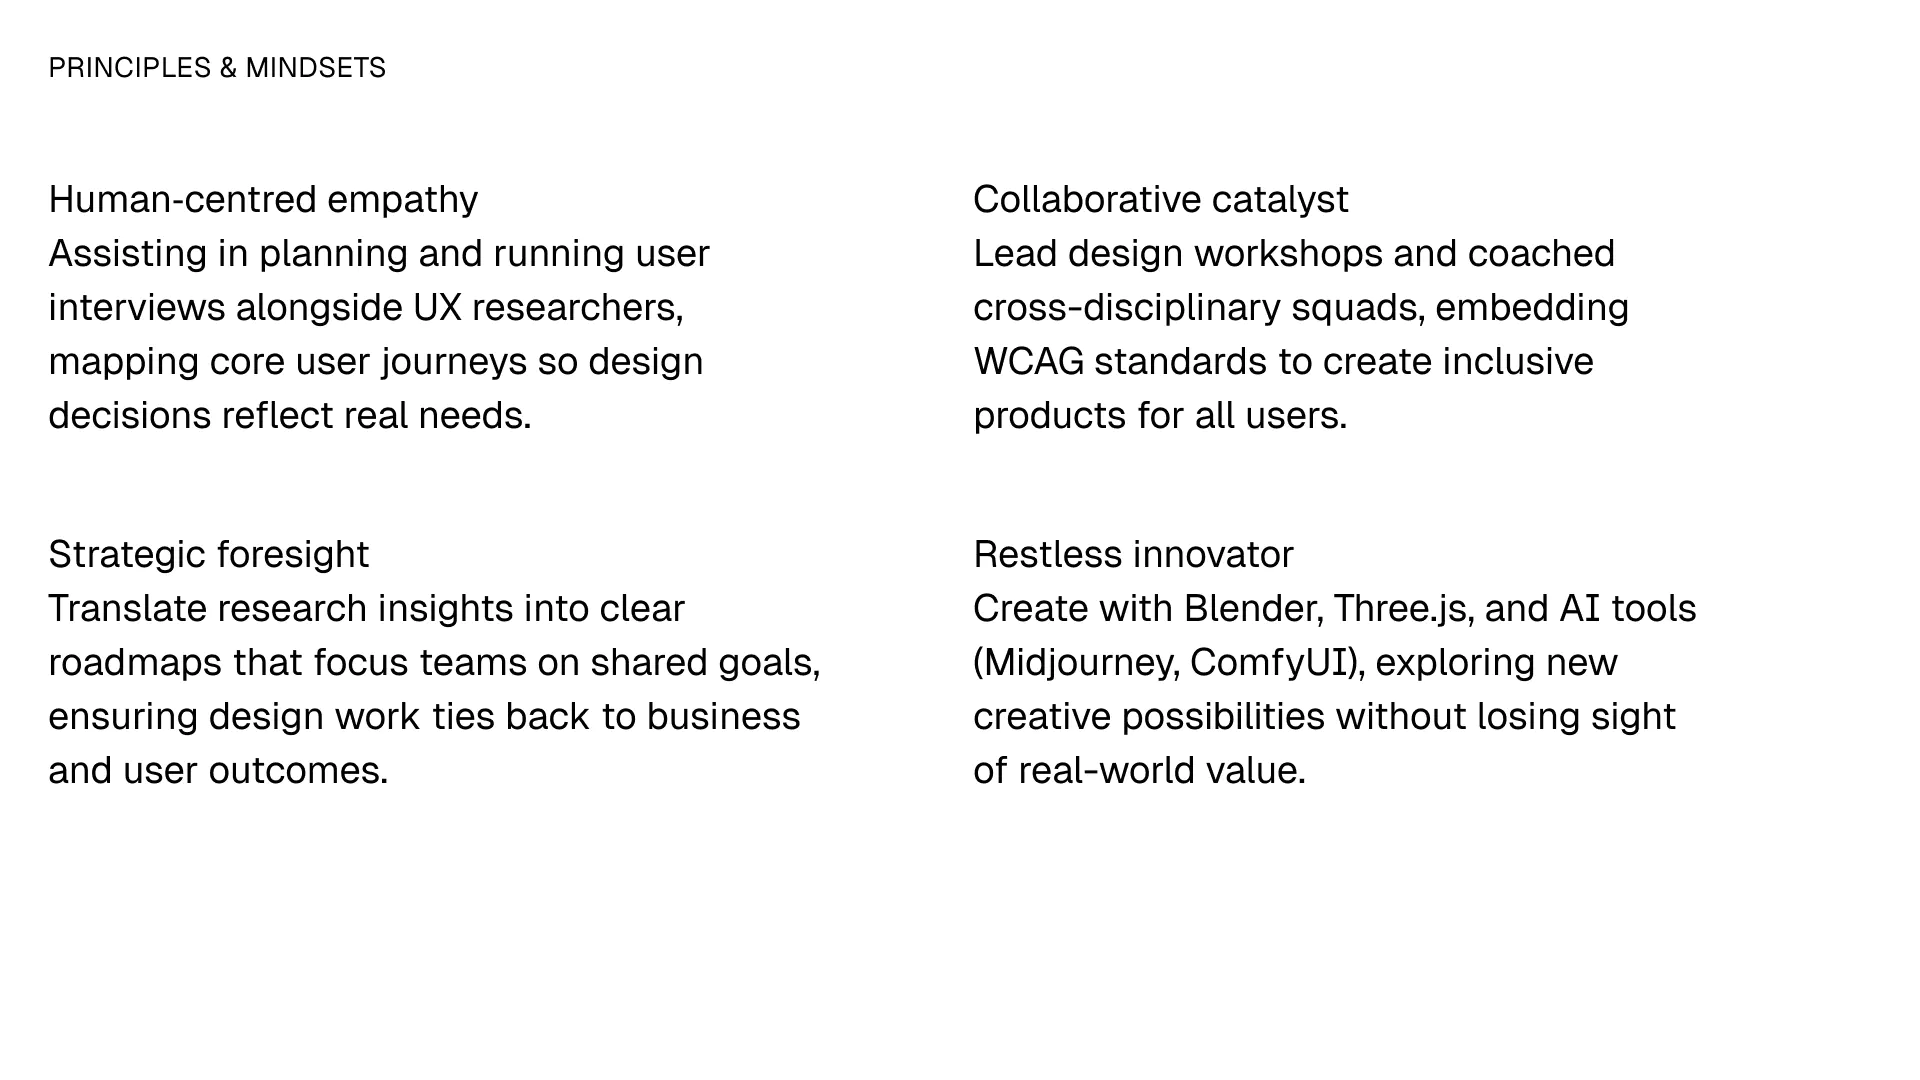 PRINCIPLES & MINDSETS
Human-centred empathy
Assisting in planning and running user
interviews alongside UX researchers,
mapping core user journeys so design
decisions reflect real needs.
Collaborative catalyst
Lead design workshops and coached
cross-disciplinary squads, embedding
WCAG standards to create inclusive
products for all users.
Strategic foresight
Translate research insights into clear
roadmaps that focus teams on shared goals,
ensuring design work ties back to business
and user outcomes.
Restless innovator
Create with Blender, Three.js, and AI tools
(Midjourney, ComfyUI), exploring new
creative possibilities without losing sight
of real-world value.